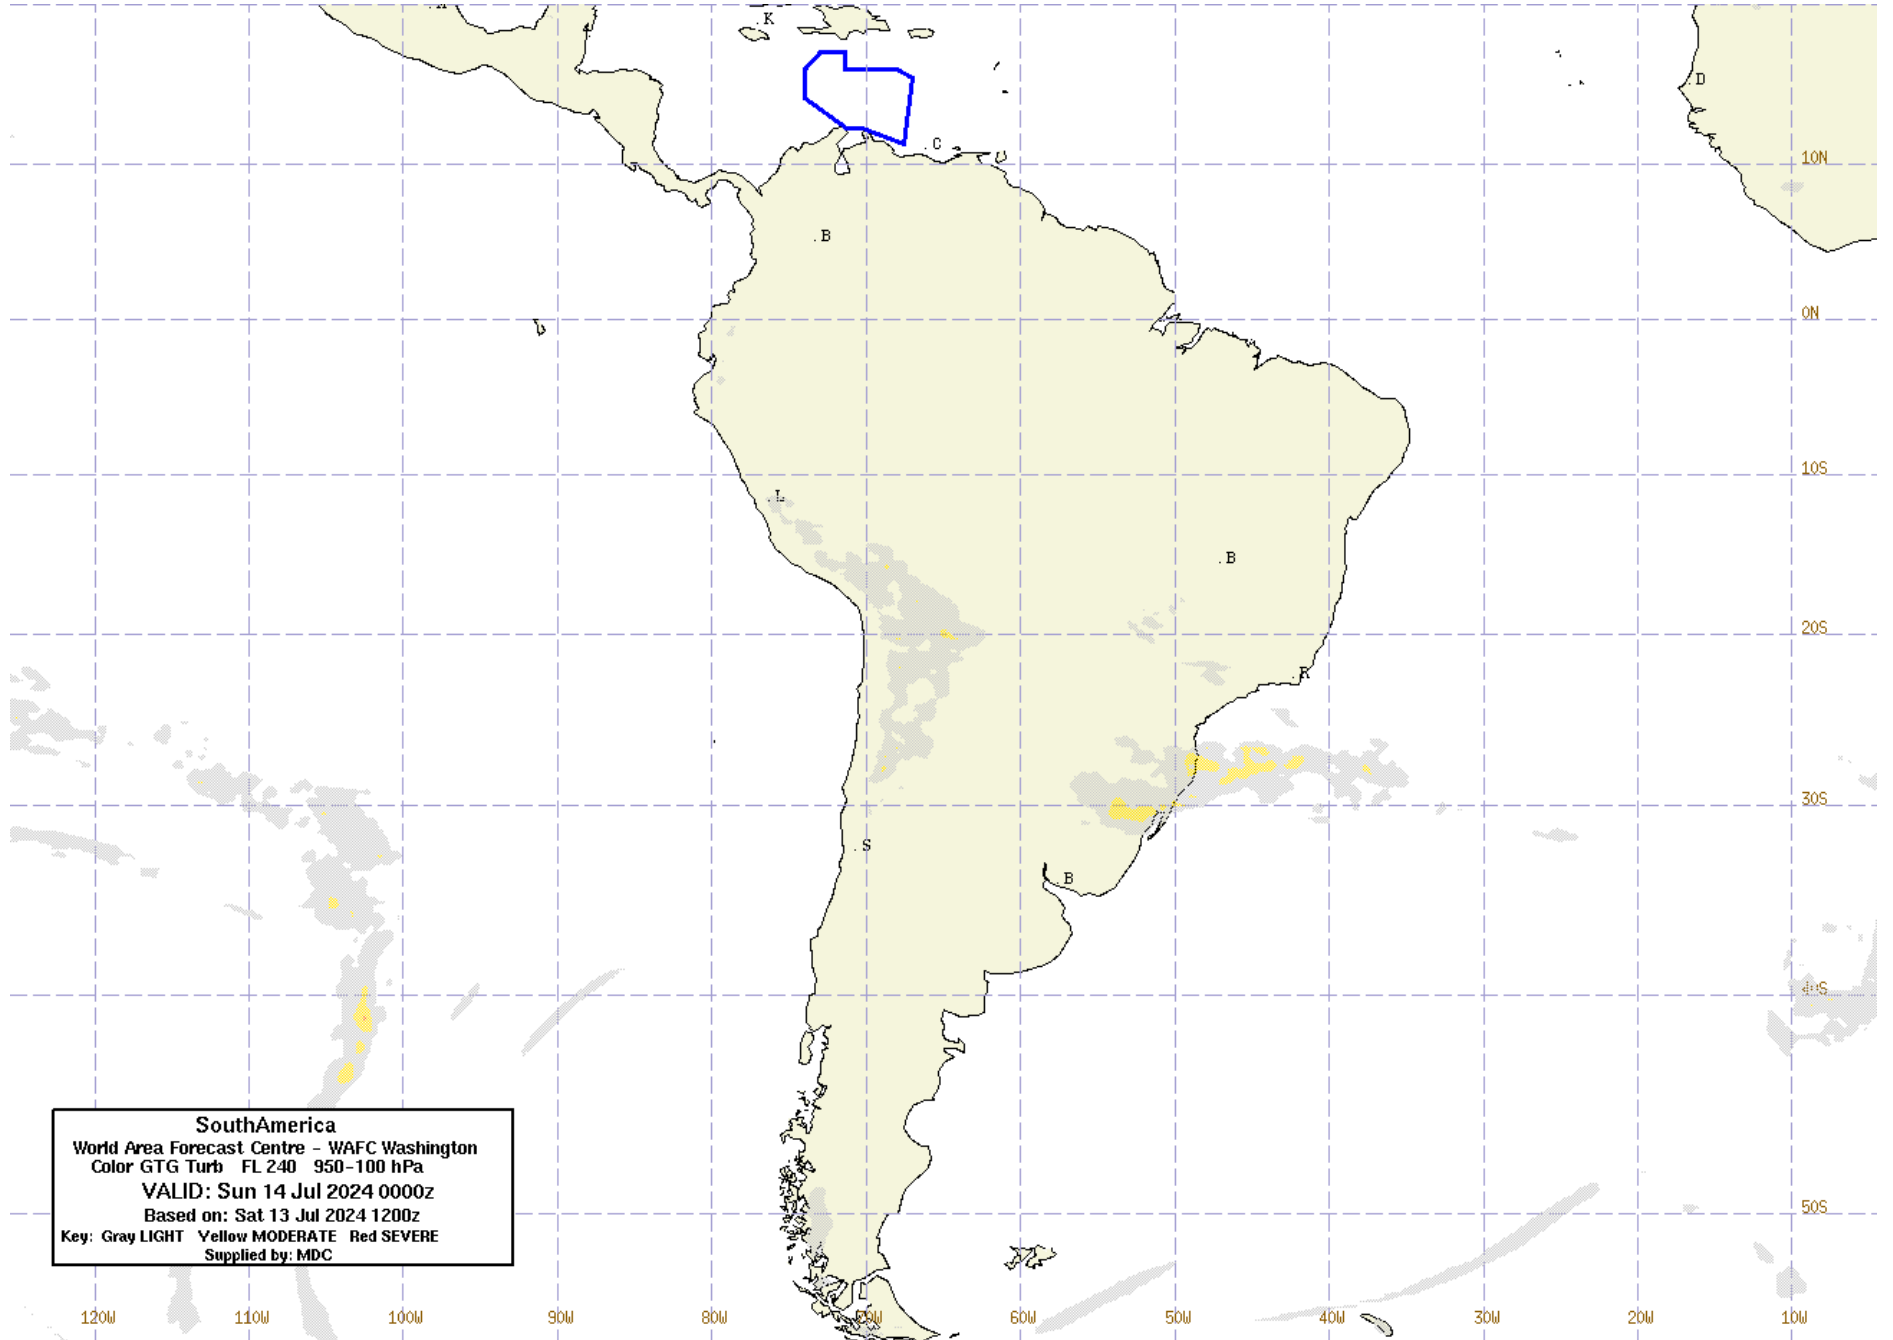 A
K
D
. C
10N
. B
0N
10S
. L
. B
20S
. R
30S
. S
. B
40S
SouthAmerica
World Area Forecast Centre – WAFC Washington
Color GTG Turb FL 240 950-100 hPa
VALID: Sun 14 Jul 2024 0000z
Based on: Sat 13 Jul 2024 1200z
Key: Gray LIGHT Yellow MODERATE Red SEVERE
Supplied by: MDC
50S
120W 110W 100W 90W 80W 70W 60W 50W 40W 30W 20W 10W